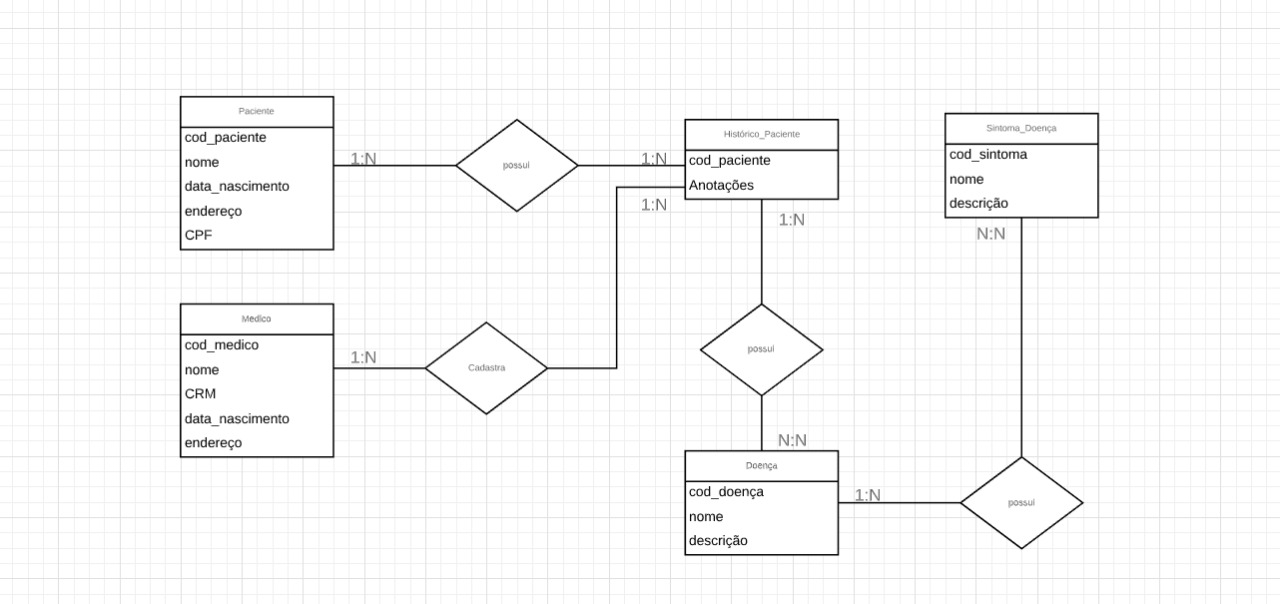 Paciente
cod_paciente
nome
data_nascimento
endereço
CPF
1:N
possui
1:N
Histórico_Paciente
cod_paciente
Anotações
1:N
1:N
Sintoma_Doença
cod_sintoma
nome
descrição
N:N
Medico
cod_medico
nome
CRM
data_nascimento
endereço
1:N
Cadastra
possui
N:N
Doença
cod_doença
nome
descrição
1:N
possui